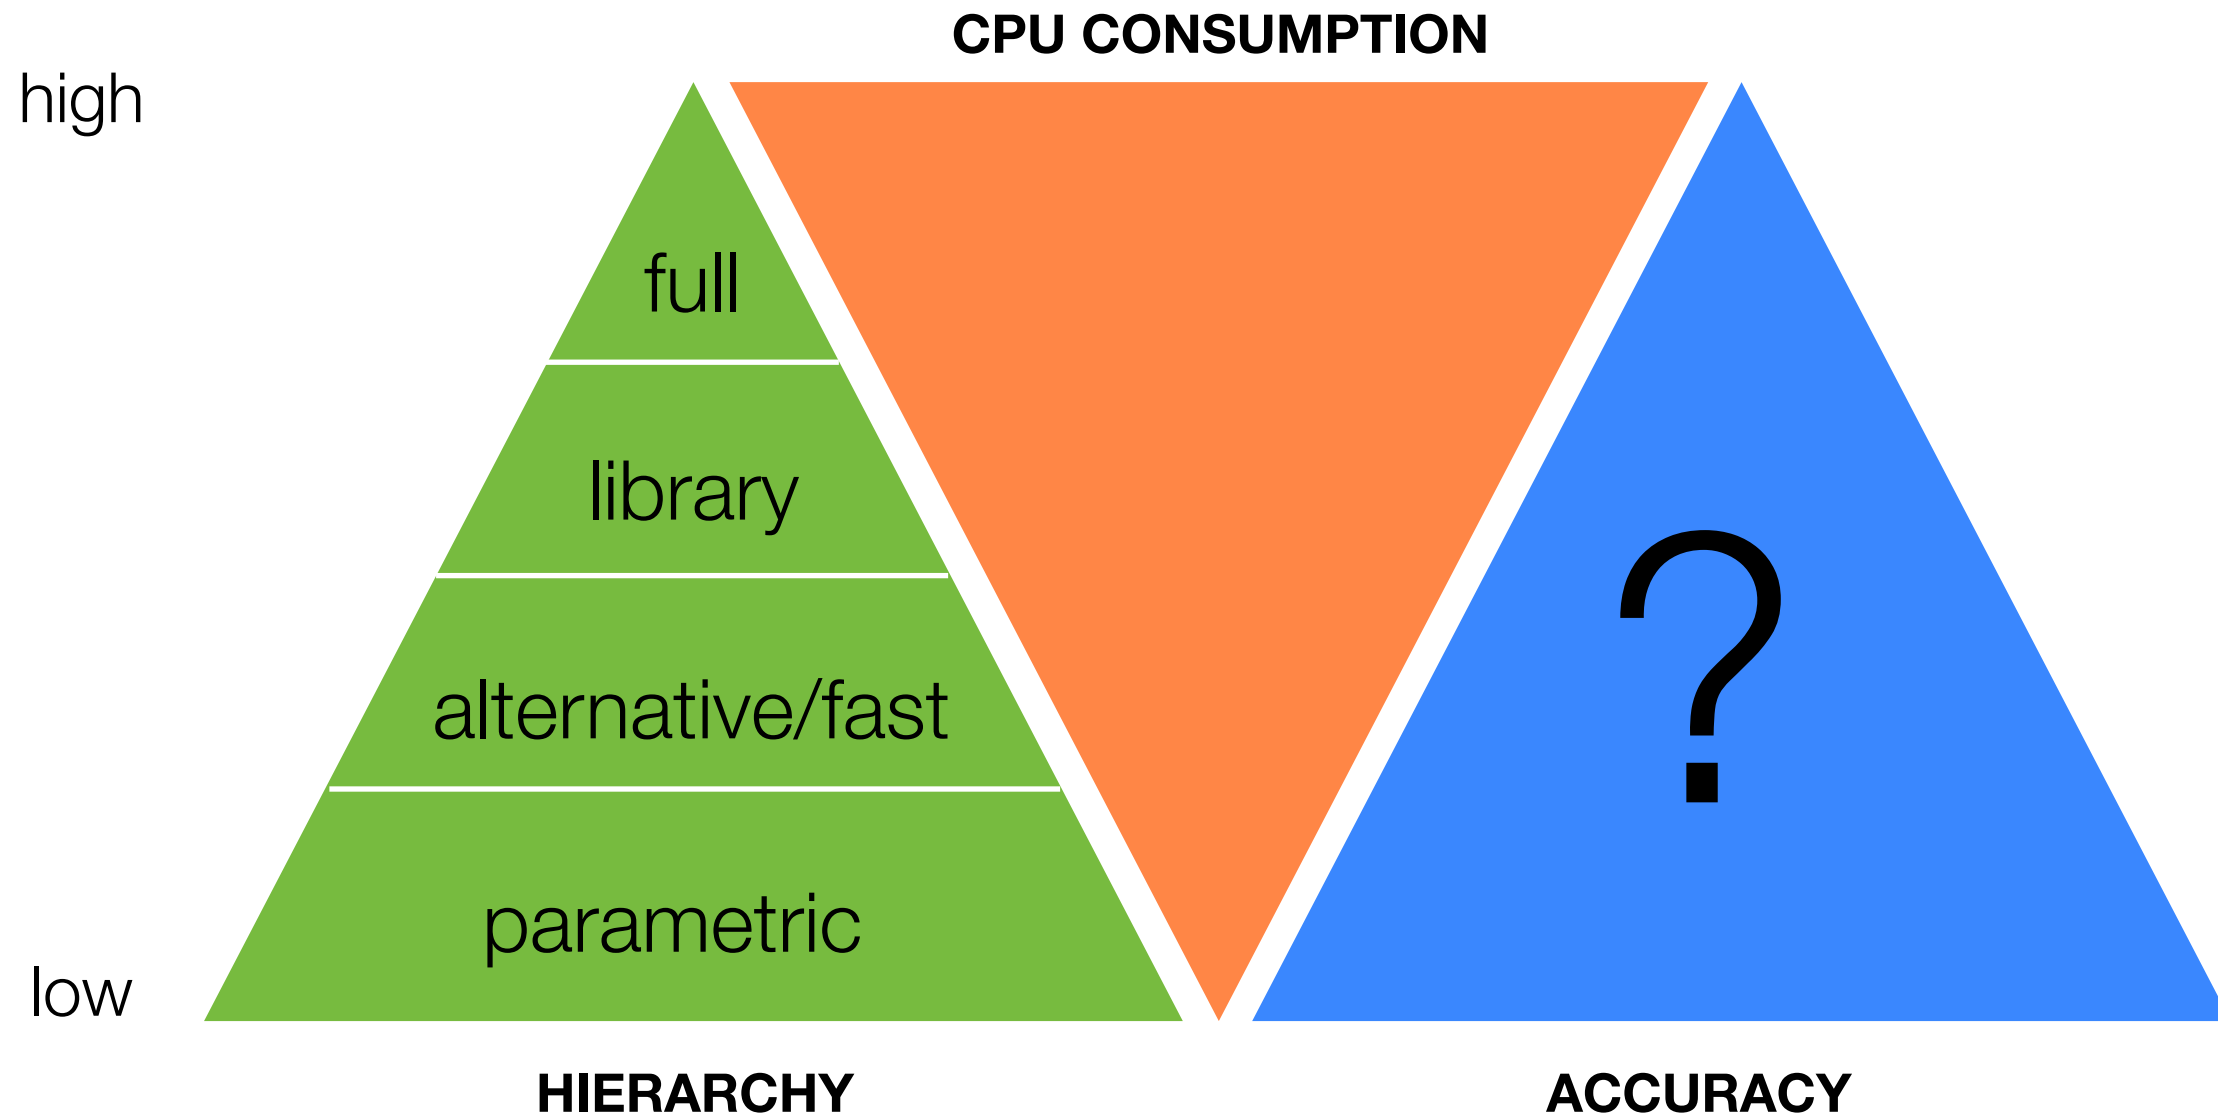 CPU CONSUMPTION
high
full
library
alternative/fast
?
parametric
low
HIERARCHY
ACCURACY